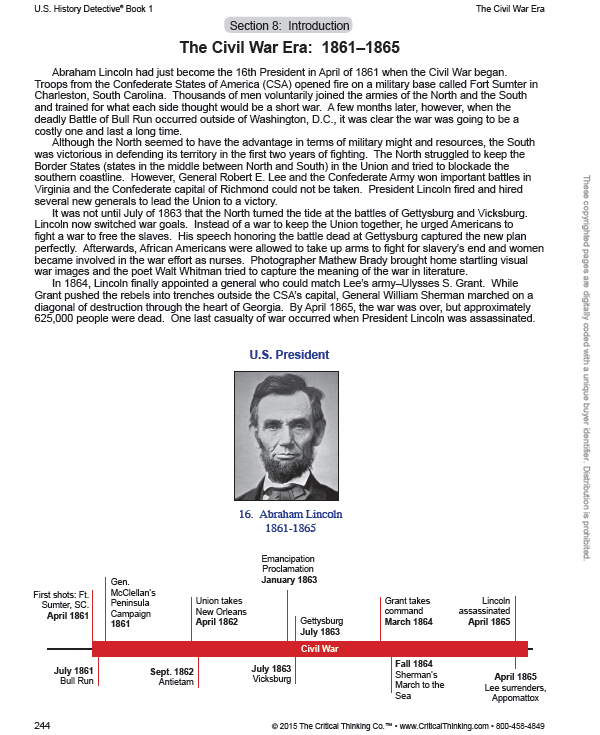 U.S. History Detective® Book 1
The Civil War Era
Section 8: Introduction
The Civil War Era: 1861–1865
Abraham Lincoln had just become the 16th President in April of 1861 when the Civil War began.
Troops from the Confederate States of America (CSA) opened fire on a military base called Fort Sumter in
Charleston, South Carolina. Thousands of men voluntarily joined the armies of the North and the South
and trained for what each side thought would be a short war. A few months later, however, when the
deadly Battle of Bull Run occurred outside of Washington, D.C., it was clear the war was going to be a
costly one and last a long time.
Although the North seemed to have the advantage in terms of military might and resources, the South
was victorious in defending its territory in the first two years of fighting. The North struggled to keep the
Border States (states in the middle between North and South) in the Union and tried to blockade the
southern coastline. However, General Robert E. Lee and the Confederate Army won important battles in
Virginia and the Confederate capital of Richmond could not be taken. President Lincoln fired and hired
several new generals to lead the Union to a victory.
It was not until July of 1863 that the North turned the tide at the battles of Gettysburg and Vicksburg.
Lincoln now switched war goals. Instead of a war to keep the Union together, he urged Americans to
fight a war to free the slaves. His speech honoring the battle dead at Gettysburg captured the new plan
perfectly. Afterwards, African Americans were allowed to take up arms to fight for slavery's end and women
became involved in the war effort as nurses. Photographer Mathew Brady brought home startling visual
war images and the poet Walt Whitman tried to capture the meaning of the war in literature.
In 1864, Lincoln finally appointed a general who could match Lee's army–Ulysses S. Grant. While
Grant pushed the rebels into trenches outside the CSA's capital, General William Sherman marched on a
diagonal of destruction through the heart of Georgia. By April 1865, the war was over, but approximately
625,000 people were dead. One last casualty of war occurred when President Lincoln was assassinated.
These copyrighted pages are digitally coded with a unique buyer identifier. Distribution is prohibited.
U.S. President
16. Abraham Lincoln
1861-1865
First shots: Ft.
Sumter, SC.
April 1861
Gen.
McClellan's
Peninsula
Campaign
1861
Union takes
New Orleans
April 1862
Emancipation
Proclamation
January 1863
Gettysburg
July 1863
Grant takes
command
March 1864
Lincoln
assassinated
April 1865
Civil War
July 1861
Bull Run
Sept. 1862
Antietam
July 1863
Vicksburg
Fall 1864
Sherman's
March to the
Sea
April 1865
Lee surrenders,
Appomattox
244
© 2015 The Critical Thinking Co.™ • www.CriticalThinking.com • 800-458-4849